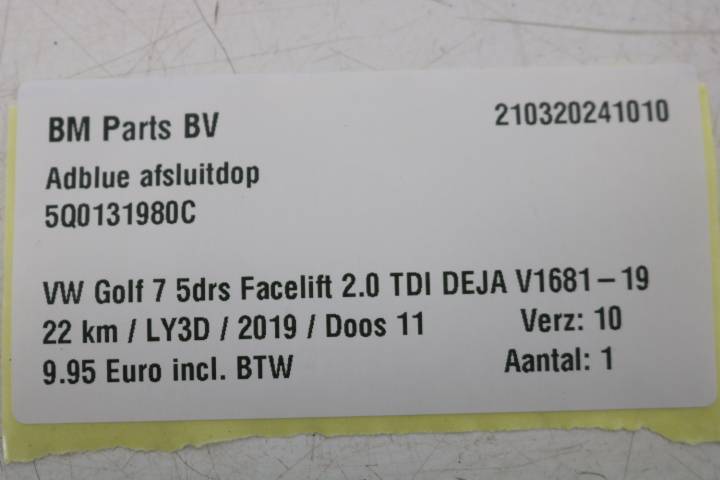 BM Parts BV 210320241010
Adblue afsluitdop
5Q0131980C
VW Golf 7 5drs Facelift 2.0 TDI DEJA V1681-19
22 km / LY3D / 2019 / Doos 11 Verz: 10
9.95 Euro incl. BTW Aantal: 1